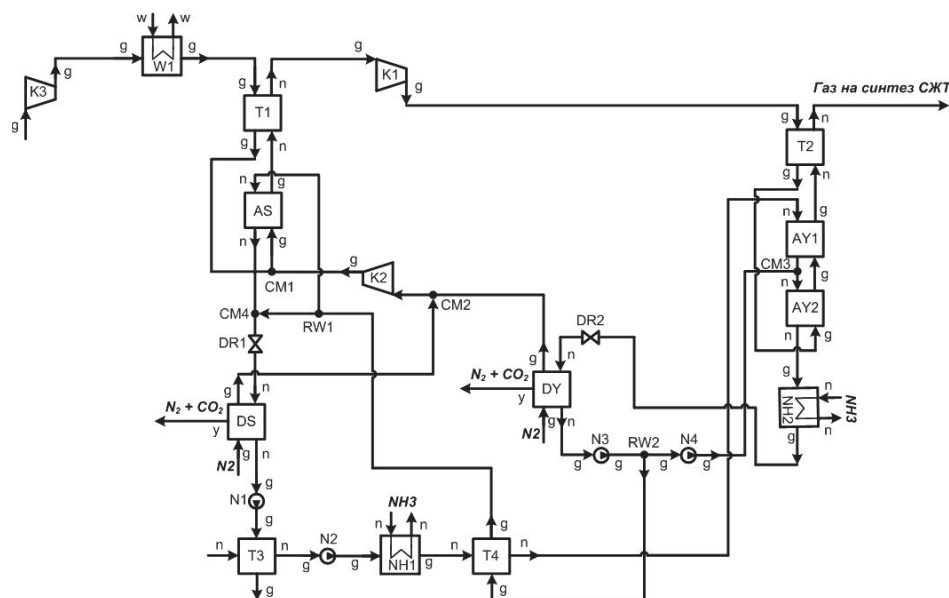 w w
g g
g
W1
K3
g
g
n
g
K1
g
Газ на синтез СЖТ
T1
g
n
T2
g
n
g
n
n
g
AS
n
g
n
g
AY1
CM3
n
g
AY2
n
g
g
K2
CM1
CM2
CM4
RW1
DR1
DR2
g
n
g
n
N₂ + CO₂
y
DS
g
n
N2
N₂ + CO₂
y
DY
g
n
N2
g
NH2
n
n
NH3
g
g
N3
g
RW2
g
N4
g
g
N1
g
n
T3
n
g
N2
g
g
NH3
n
n
NH1
g
n
T4
n
g
g